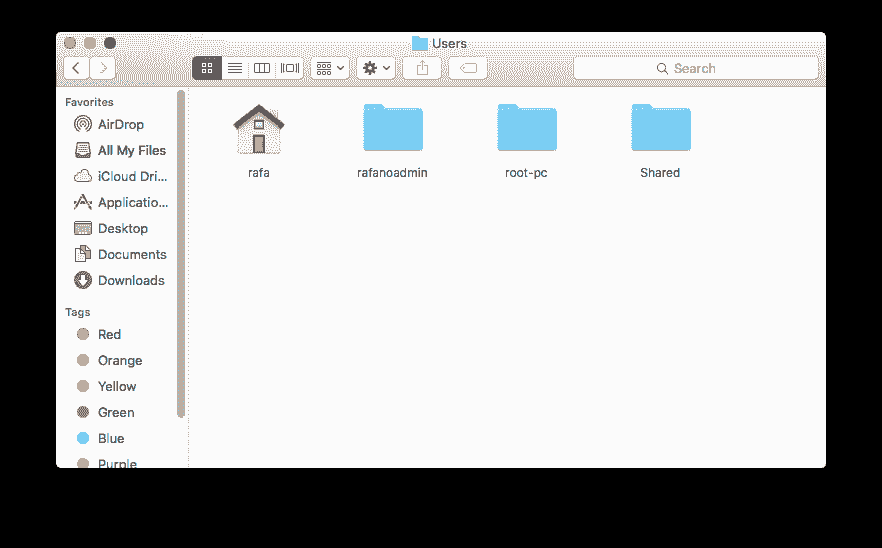 Users
Search
Favorites
AirDrop
All My Files
iCloud Dri...
Applicatio...
Desktop
Documents
Downloads
Tags
Red
Orange
Yellow
Green
Blue
Purple
rafa
rafanoadmin
root-pc
Shared